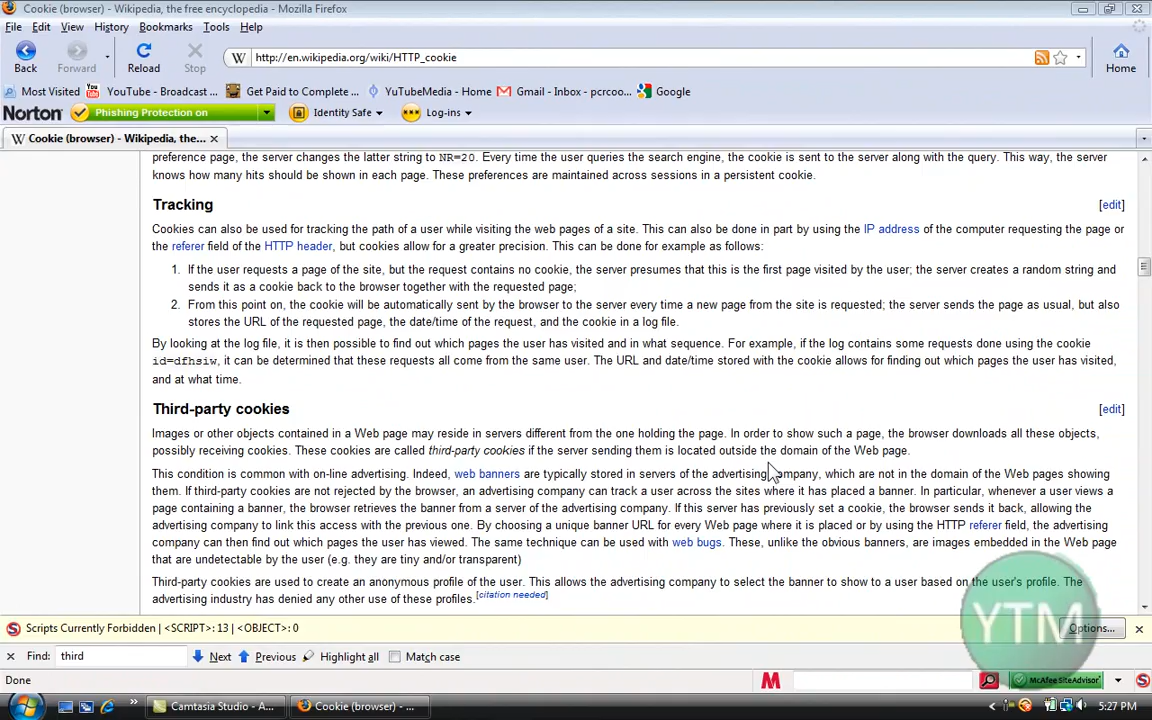 Cookie (browser) - Wikipedia, the free encyclopedia - Mozilla Firefox
File Edit View History Bookmarks Tools Help
Back Forward Reload Stop http://en.wikipedia.org/wiki/HTTP_cookie Home
Most Visited YouTube - Broadcast ... Get Paid to Complete ... YuTubeMedia - Home Gmail - Inbox - pcrcoo... Google
Norton Phishing Protection on Identity Safe Log-ins
Cookie (browser) - Wikipedia, the...
preference page, the server changes the latter string to NR=20. Every time the user queries the search engine, the cookie is sent to the server along with the query. This way, the server
knows how many hits should be shown in each page. These preferences are maintained across sessions in a persistent cookie.
Tracking [edit]
Cookies can also be used for tracking the path of a user while visiting the web pages of a site. This can also be done in part by using the IP address of the computer requesting the page or
the referer field of the HTTP header, but cookies allow for a greater precision. This can be done for example as follows:
1. If the user requests a page of the site, but the request contains no cookie, the server presumes that this is the first page visited by the user; the server creates a random string and
sends it as a cookie back to the browser together with the requested page;
2. From this point on, the cookie will be automatically sent by the browser to the server every time a new page from the site is requested; the server sends the page as usual, but also
stores the URL of the requested page, the date/time of the request, and the cookie in a log file.
By looking at the log file, it is then possible to find out which pages the user has visited and in what sequence. For example, if the log contains some requests done using the cookie
id=dfhsiw, it can be determined that these requests all come from the same user. The URL and date/time stored with the cookie allows for finding out which pages the user has visited,
and at what time.
Third-party cookies [edit]
Images or other objects contained in a Web page may reside in servers different from the one holding the page. In order to show such a page, the browser downloads all these objects,
possibly receiving cookies. These cookies are called third-party cookies if the server sending them is located outside the domain of the Web page.
This condition is common with on-line advertising. Indeed, web banners are typically stored in servers of the advertising company, which are not in the domain of the Web pages showing
them. If third-party cookies are not rejected by the browser, an advertising company can track a user across the sites where it has placed a banner. In particular, whenever a user views a
page containing a banner, the browser retrieves the banner from a server of the advertising company. If this server has previously set a cookie, the browser sends it back, allowing the
advertising company to link this access with the previous one. By choosing a unique banner URL for every Web page where it is placed or by using the HTTP referer field, the advertising
company can then find out which pages the user has viewed. The same technique can be used with web bugs. These, unlike the obvious banners, are images embedded in the Web page
that are undetectable by the user (e.g. they are tiny and/or transparent)
Third-party cookies are used to create an anonymous profile of the user. This allows the advertising company to select the banner to show to a user based on the user's profile. The
advertising industry has denied any other use of these profiles.[citation needed]
YTM
Scripts Currently Forbidden | <SCRIPT>: 13 | <OBJECT>: 0 Options...
Find: third Next Previous Highlight all Match case
Done McAfee SiteAdvisor
Camtasia Studio - A... Cookie (browser) - ... 5:27 PM